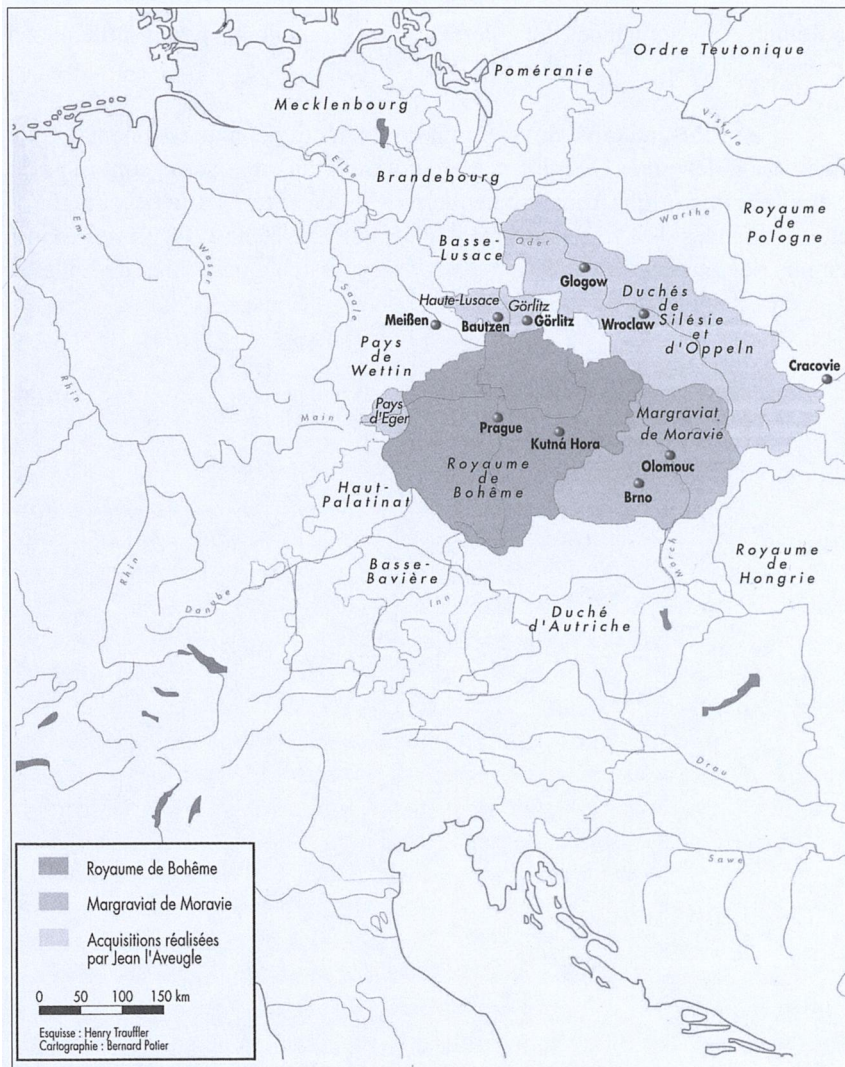 Ordre Teutonique
Poméranie
Mecklenbourg
Vistule
Elbe
Brandebourg
Warthe
Royaume
de
Pologne
Ems
Weser
Basse-
Lusace
Oder
Glogow
Duchés
de
Silésie
et
d'Oppeln
Saale
Haute-Lusace
Görlitz
Meißen
Bautzen
Görlitz
Wroclaw
Pays
de
Wettin
Cracovie
Rhin
Pays
d'Eger
Main
Prague
Kutná Hora
Margraviat
de Moravie
Olomouc
Brno
Royaume
de
Bohême
Haut-
Palatinat
Rhin
Danube
Basse-
Bavière
Inn
March
Royaume
de
Hongrie
Duché
d'Autriche
Drau
Sawe
Royaume de Bohême
Margraviat de Moravie
Acquisitions réalisées
par Jean l'Aveugle
0 50 100 150 km
Esquisse : Henry Trauffler
Cartographie : Bernard Potier